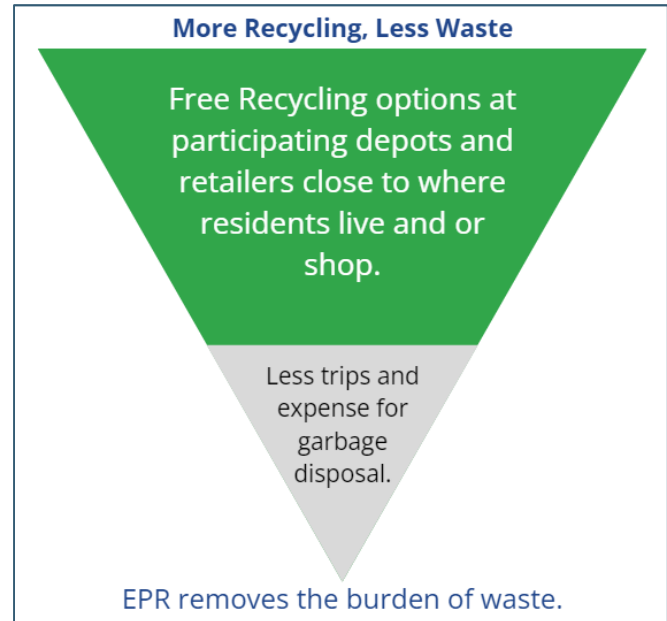 More Recycling, Less Waste
Free Recycling options at
participating depots and
retailers close to where
residents live and or
shop.
Less trips and
expense for
garbage
disposal.
EPR removes the burden of waste.